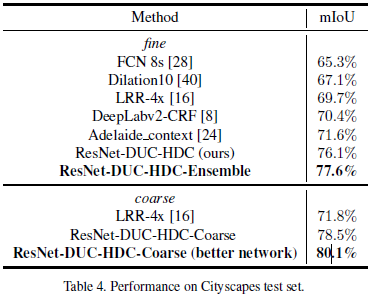 Method mIoU
fine
FCN 8s [28] 65.3%
Dilation10 [40] 67.1%
LRR-4x [16] 69.7%
DeepLabv2-CRF [8] 70.4%
Adelaide_context [24] 71.6%
ResNet-DUC-HDC (ours) 76.1%
ResNet-DUC-HDC-Ensemble 77.6%
coarse
LRR-4x [16] 71.8%
ResNet-DUC-HDC-Coarse 78.5%
ResNet-DUC-HDC-Coarse (better network) 80.1%
Table 4. Performance on Cityscapes test set.